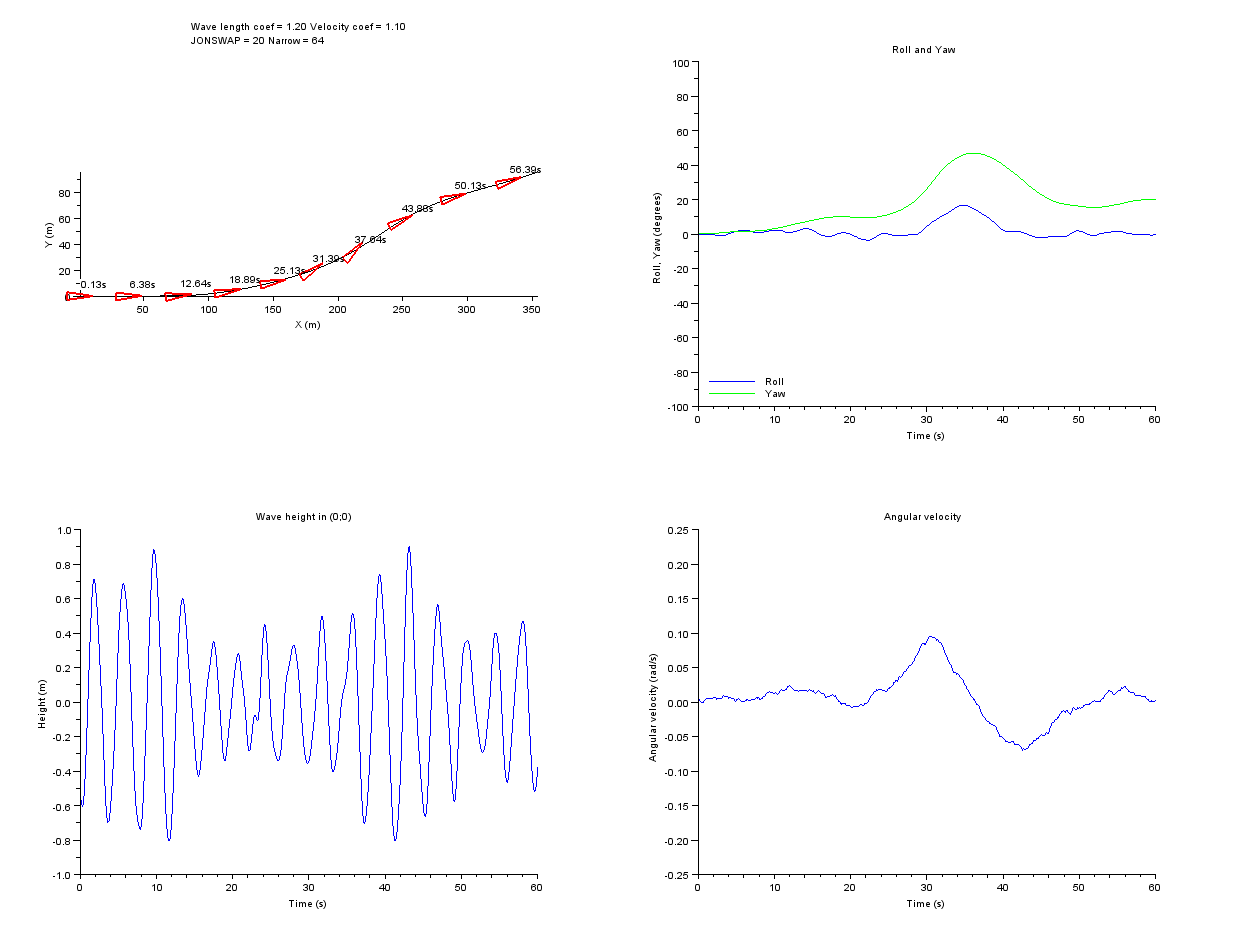 Wave length coef = 1.20 Velocity coef = 1.10
JONSWAP = 20 Narrow = 64
Y (m)
80
60
40
20
-0.13s
6.38s
12.64s
18.89s
25.13s
31.39s
37.64s
43.88s
50.13s
56.39s
50
100
150
200
250
300
350
X (m)
Roll and Yaw
Roll, Yaw (degrees)
100
80
60
40
20
0
-20
-40
-60
-80
-100
Roll
Yaw
0
10
20
30
40
50
60
Time (s)
Wave height in (0;0)
Height (m)
1.0
0.8
0.6
0.4
0.2
0.0
-0.2
-0.4
-0.6
-0.8
-1.0
0
10
20
30
40
50
60
Time (s)
Angular velocity
Angular velocity (rad/s)
0.25
0.20
0.15
0.10
0.05
0.00
-0.05
-0.10
-0.15
-0.20
-0.25
0
10
20
30
40
50
60
Time (s)